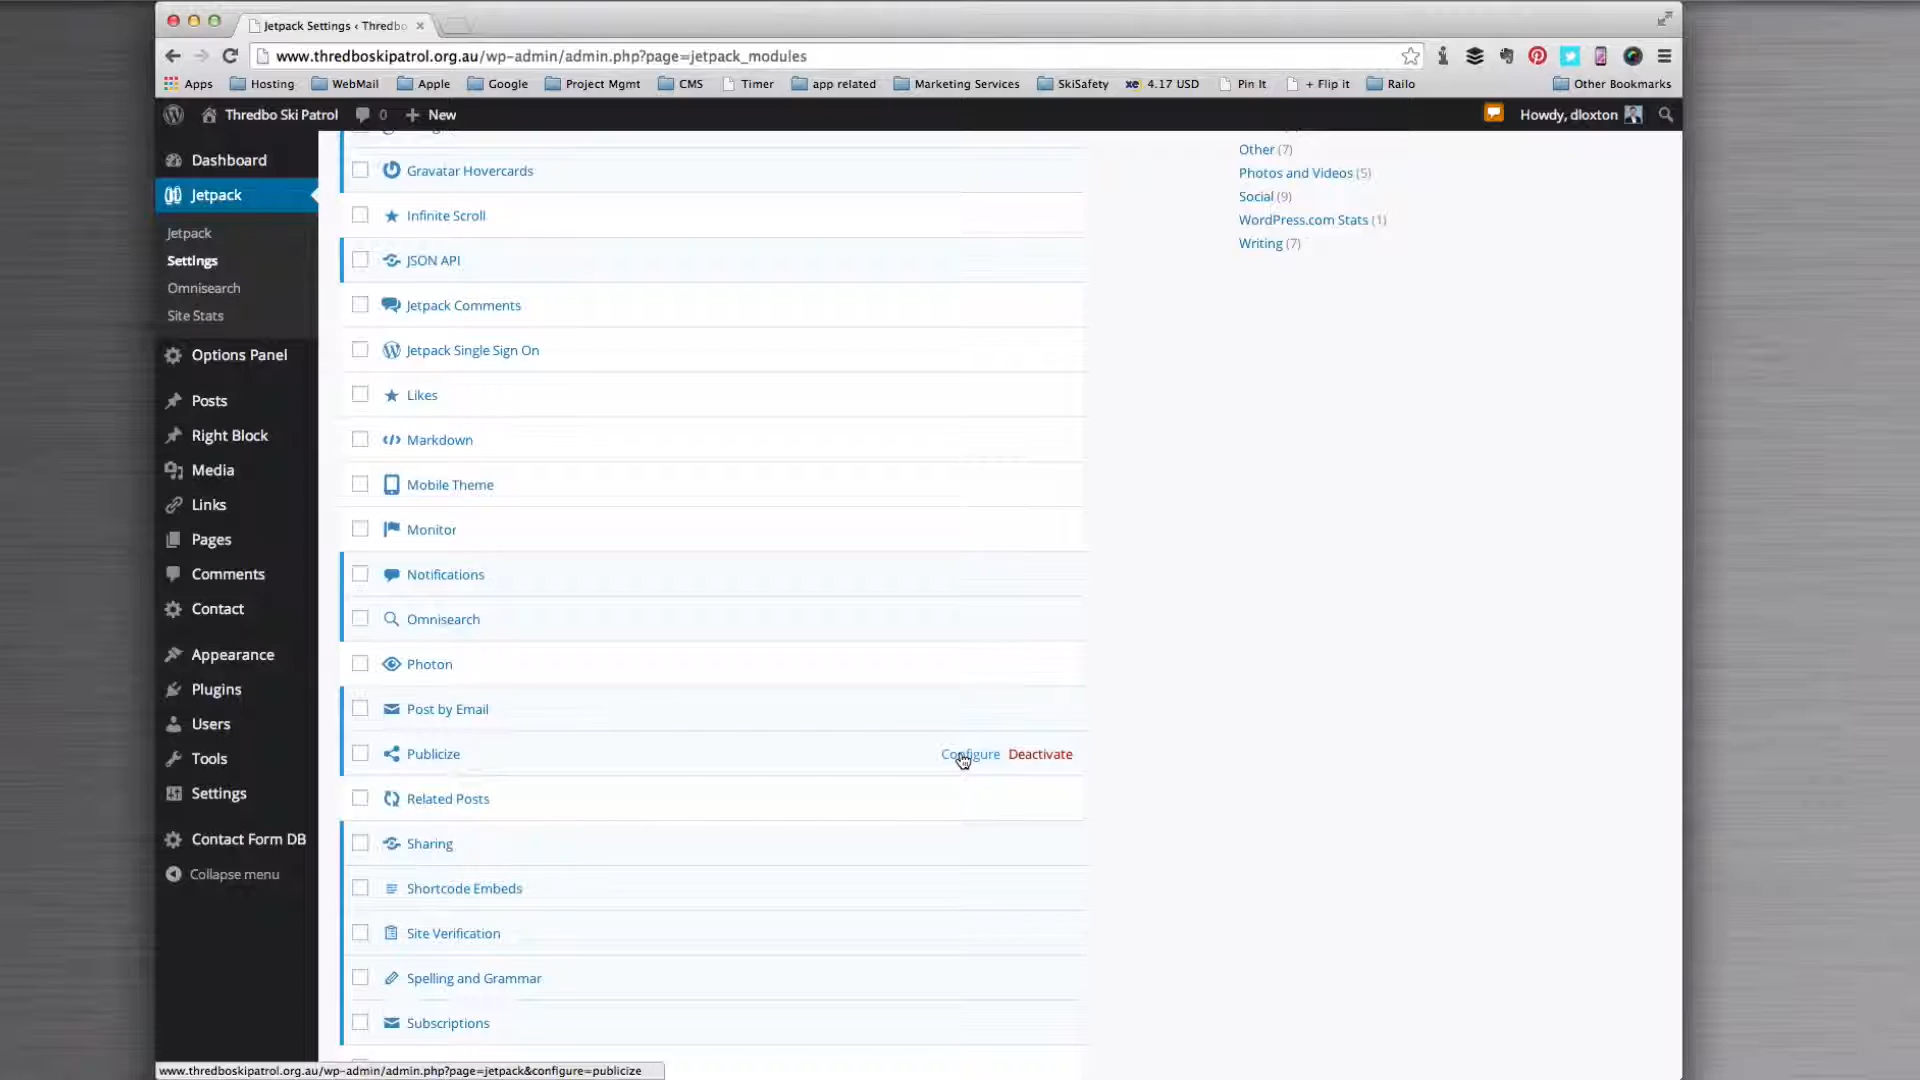 Jetpack Settings ‹ Thredbo
www.thredboskipatrol.org.au/wp-admin/admin.php?page=jetpack_modules
Apps Hosting WebMail Apple Google Project Mgmt CMS Timer app related Marketing Services SkiSafety xe 4.17 USD Pin It + Flip it Railo Other Bookmarks
Thredbo Ski Patrol 0 + New Howdy, dloxton
Dashboard
Jetpack
Jetpack
Settings
Omnisearch
Site Stats
Options Panel
Posts
Right Block
Media
Links
Pages
Comments
Contact
Appearance
Plugins
Users
Tools
Settings
Contact Form DB
Collapse menu
Gravatar Hovercards
Infinite Scroll
JSON API
Jetpack Comments
Jetpack Single Sign On
Likes
Markdown
Mobile Theme
Monitor
Notifications
Omnisearch
Photon
Post by Email
Publicize Configure Deactivate
Related Posts
Sharing
Shortcode Embeds
Site Verification
Spelling and Grammar
Subscriptions
Other (7)
Photos and Videos (5)
Social (9)
WordPress.com Stats (1)
Writing (7)
www.thredboskipatrol.org.au/wp-admin/admin.php?page=jetpack&configure=publicize